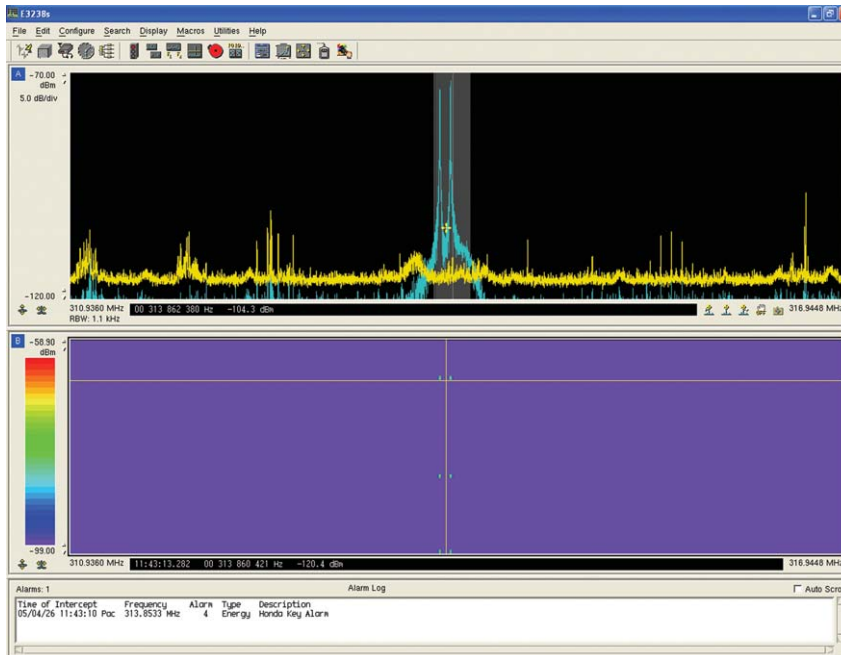 E3238s
File Edit Configure Search Display Macros Utilities Help
A -70.00
dBm
5.0 dB/div
-120.00
310.9360 MHz 00 313 862 380 Hz -104.3 dBm 316.9448 MHz
RBW: 1.1 kHz
B -58.90
dBm
-99.00
310.9360 MHz 11:43:13.282 00 313 860 421 Hz -120.4 dBm 316.9448 MHz
Alarms: 1 Alarm Log Auto Scro
Time of Intercept Frequency Alarm Type Description
05/04/26 11:43:10 Pac 313.8533 MHz 4 Energy Honda Key Alarm